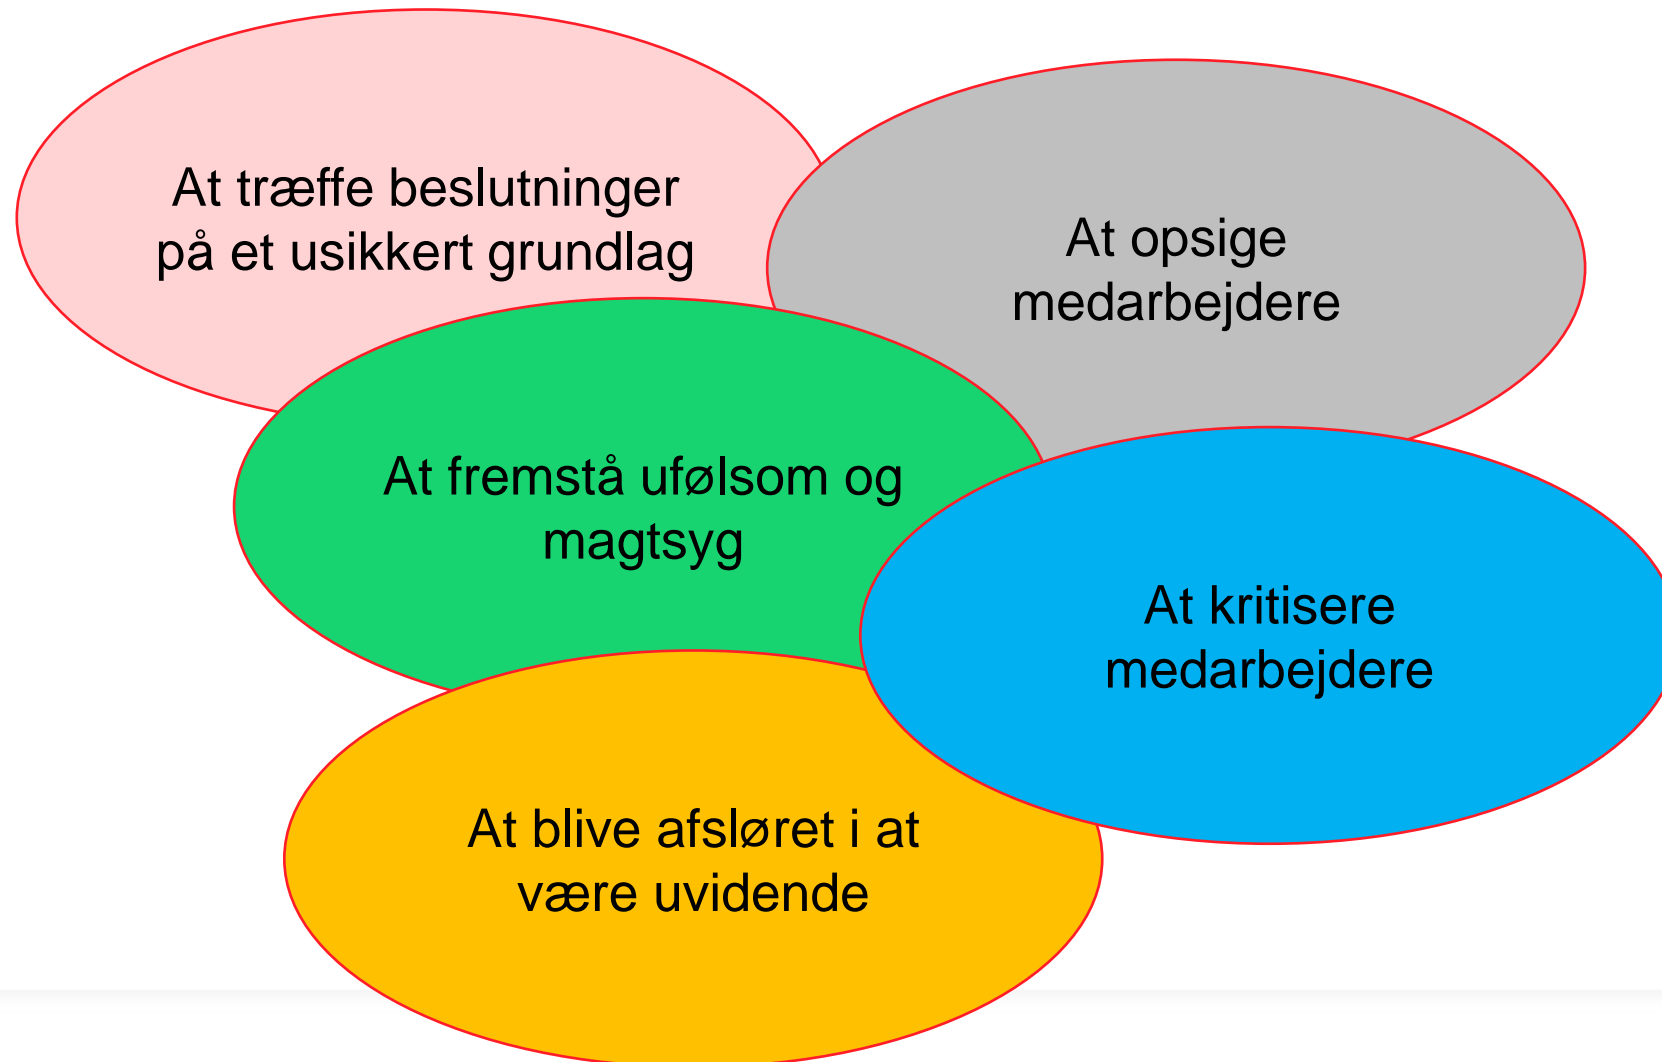 At træffe beslutninger
på et usikkert grundlag
At opsige
medarbejdere
At fremstå ufølsom og
magtsyg
At kritisere
medarbejdere
At blive afsløret i at
være uvidende